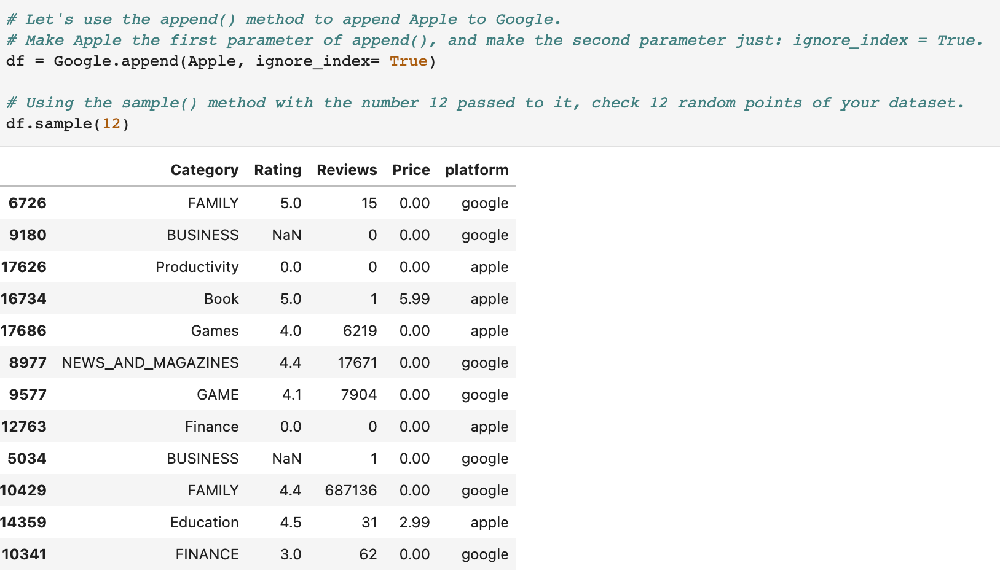 # Let's use the append() method to append Apple to Google.
# Make Apple the first parameter of append(), and make the second parameter just: ignore_index = True.
df = Google.append(Apple, ignore_index= True)
# Using the sample() method with the number 12 passed to it, check 12 random points of your dataset.
df.sample(12)
Category Rating Reviews Price platform
6726 FAMILY 5.0 15 0.00 google
9180 BUSINESS NaN 0 0.00 google
17626 Productivity 0.0 0 0.00 apple
16734 Book 5.0 1 5.99 apple
17686 Games 4.0 6219 0.00 apple
8977 NEWS_AND_MAGAZINES 4.4 17671 0.00 google
9577 GAME 4.1 7904 0.00 google
12763 Finance 0.0 0 0.00 apple
5034 BUSINESS NaN 1 0.00 google
10429 FAMILY 4.4 687136 0.00 google
14359 Education 4.5 31 2.99 apple
10341 FINANCE 3.0 62 0.00 google